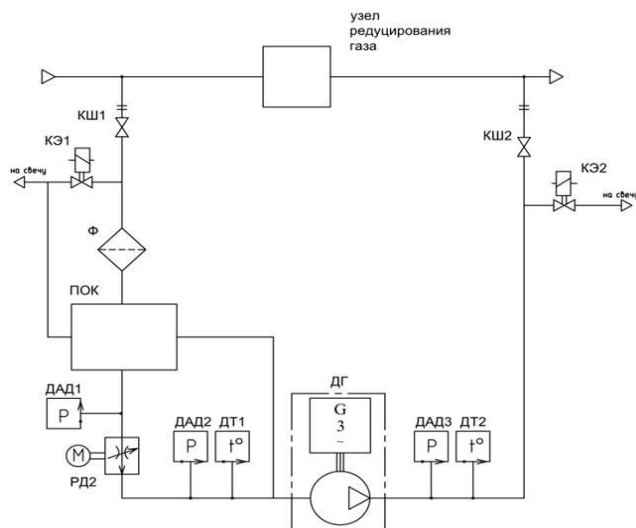 узел
редуцирования
газа
КШ1
КШ2
КЭ1
КЭ2
на свечу
на свечу
Ф
ПОК
ДАД1
P
M
РД2
ДАД2
ДТ1
P
t°
ДГ
G
3
~
ДАД3
ДТ2
P
t°